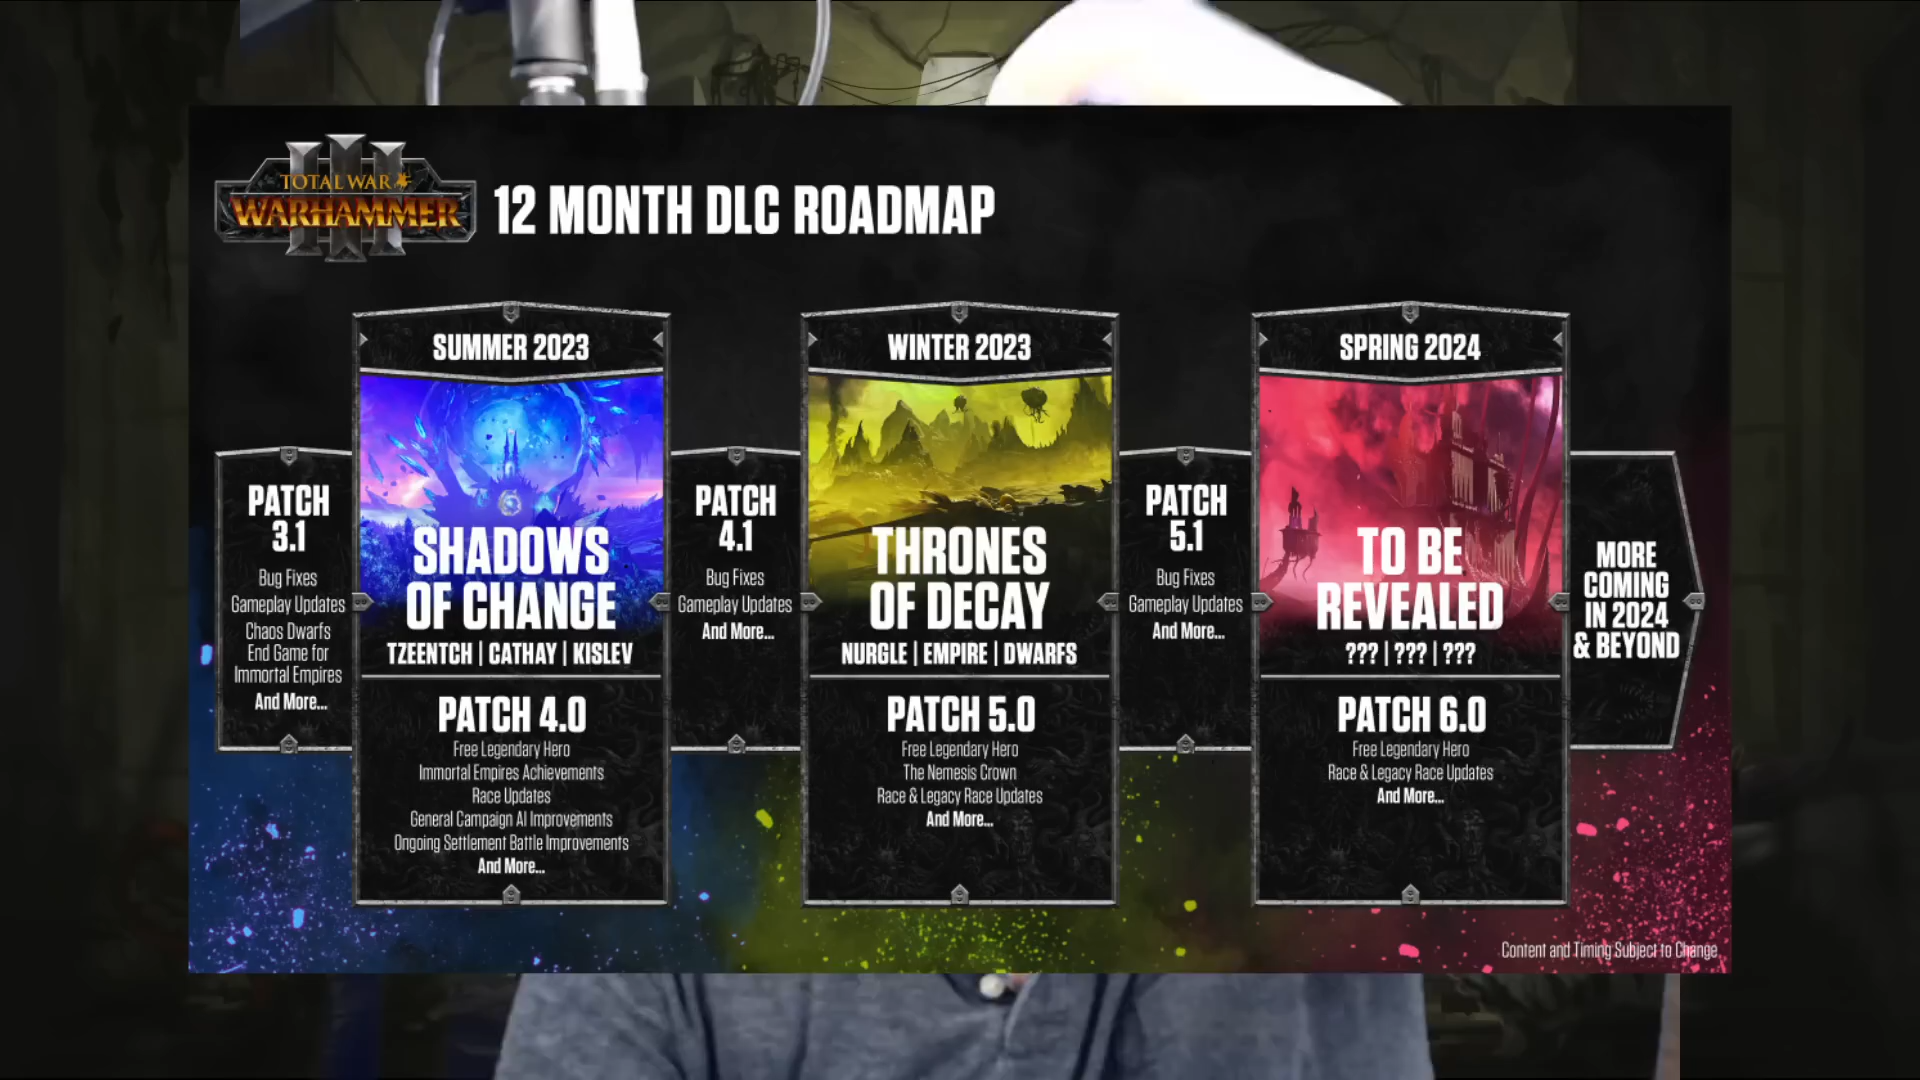 TOTAL WAR
WARHAMMER
III
12 MONTH DLC ROADMAP
PATCH
3.1
Bug Fixes
Gameplay Updates
Chaos Dwarfs
End Game for
Immortal Empires
And More...
SUMMER 2023
SHADOWS
OF CHANGE
TZEENTCH | CATHAY | KISLEV
PATCH 4.0
Free Legendary Hero
Immortal Empires Achievements
Race Updates
General Campaign AI Improvements
Ongoing Settlement Battle Improvements
And More...
PATCH
4.1
Bug Fixes
Gameplay Updates
And More...
WINTER 2023
THRONES
OF DECAY
NURGLE | EMPIRE | DWARFS
PATCH 5.0
Free Legendary Hero
The Nemesis Crown
Race & Legacy Race Updates
And More...
PATCH
5.1
Bug Fixes
Gameplay Updates
And More...
SPRING 2024
TO BE
REVEALED
??? | ??? | ???
PATCH 6.0
Free Legendary Hero
Race & Legacy Race Updates
And More...
MORE
COMING
IN 2024
& BEYOND
Content and Timing Subject to Change